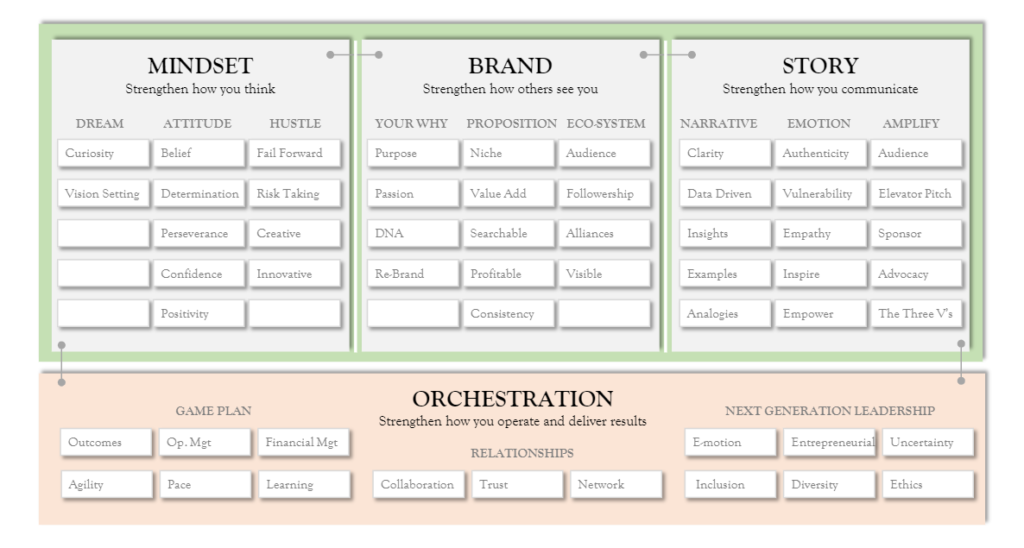 MINDSET
Strengthen how you think
DREAM ATTITUDE HUSTLE
Curiosity Belief Fail Forward
Vision Setting Determination Risk Taking
Perseverance Creative
Confidence Innovative
Positivity
BRAND
Strengthen how others see you
YOUR WHY PROPOSITION ECO-SYSTEM
Purpose Niche Audience
Passion Value Add Followership
DNA Searchable Alliances
Re-Brand Profitable Visible
Consistency
STORY
Strengthen how you communicate
NARRATIVE EMOTION AMPLIFY
Clarity Authenticity Audience
Data Driven Vulnerability Elevator Pitch
Insights Empathy Sponsor
Examples Inspire Advocacy
Analogies Empower The Three V's
ORCHESTRATION
Strengthen how you operate and deliver results
GAME PLAN
Outcomes Op. Mgt Financial Mgt
Agility Pace Learning
RELATIONSHIPS
Collaboration Trust Network
NEXT GENERATION LEADERSHIP
E-motion Entrepreneurial Uncertainty
Inclusion Diversity Ethics